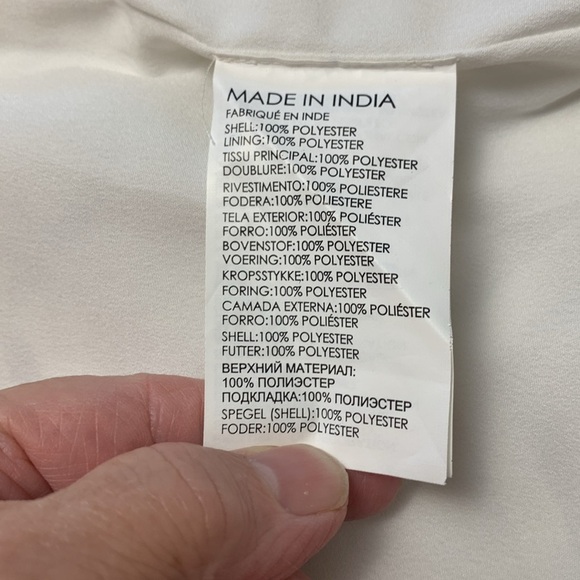 MADE IN INDIA
FABRIQUÉ EN INDE
SHELL:100% POLYESTER
LINING:100% POLYESTER
TISSU PRINCIPAL:100% POLYESTER
DOUBLURE:100% POLYESTER
RIVESTIMENTO:100% POLIESTERE
FODERA:100% POLIESTERE
TELA EXTERIOR:100% POLIÉSTER
FORRO:100% POLIÉSTER
BOVENSTOF:100% POLYESTER
VOERING:100% POLYESTER
KROPSSTYKKE:100% POLYESTER
FORING:100% POLYESTER
CAMADA EXTERNA:100% POLIÉSTER
FORRO:100% POLIÉSTER
SHELL:100% POLYESTER
FUTTER:100% POLYESTER
ВЕРХНИЙ МАТЕРИАЛ:
100% ПОЛИЭСТЕР
ПОДКЛАДКА:100% ПОЛИЭСТЕР
SPEGEL (SHELL):100% POLYESTER
FODER:100% POLYESTER